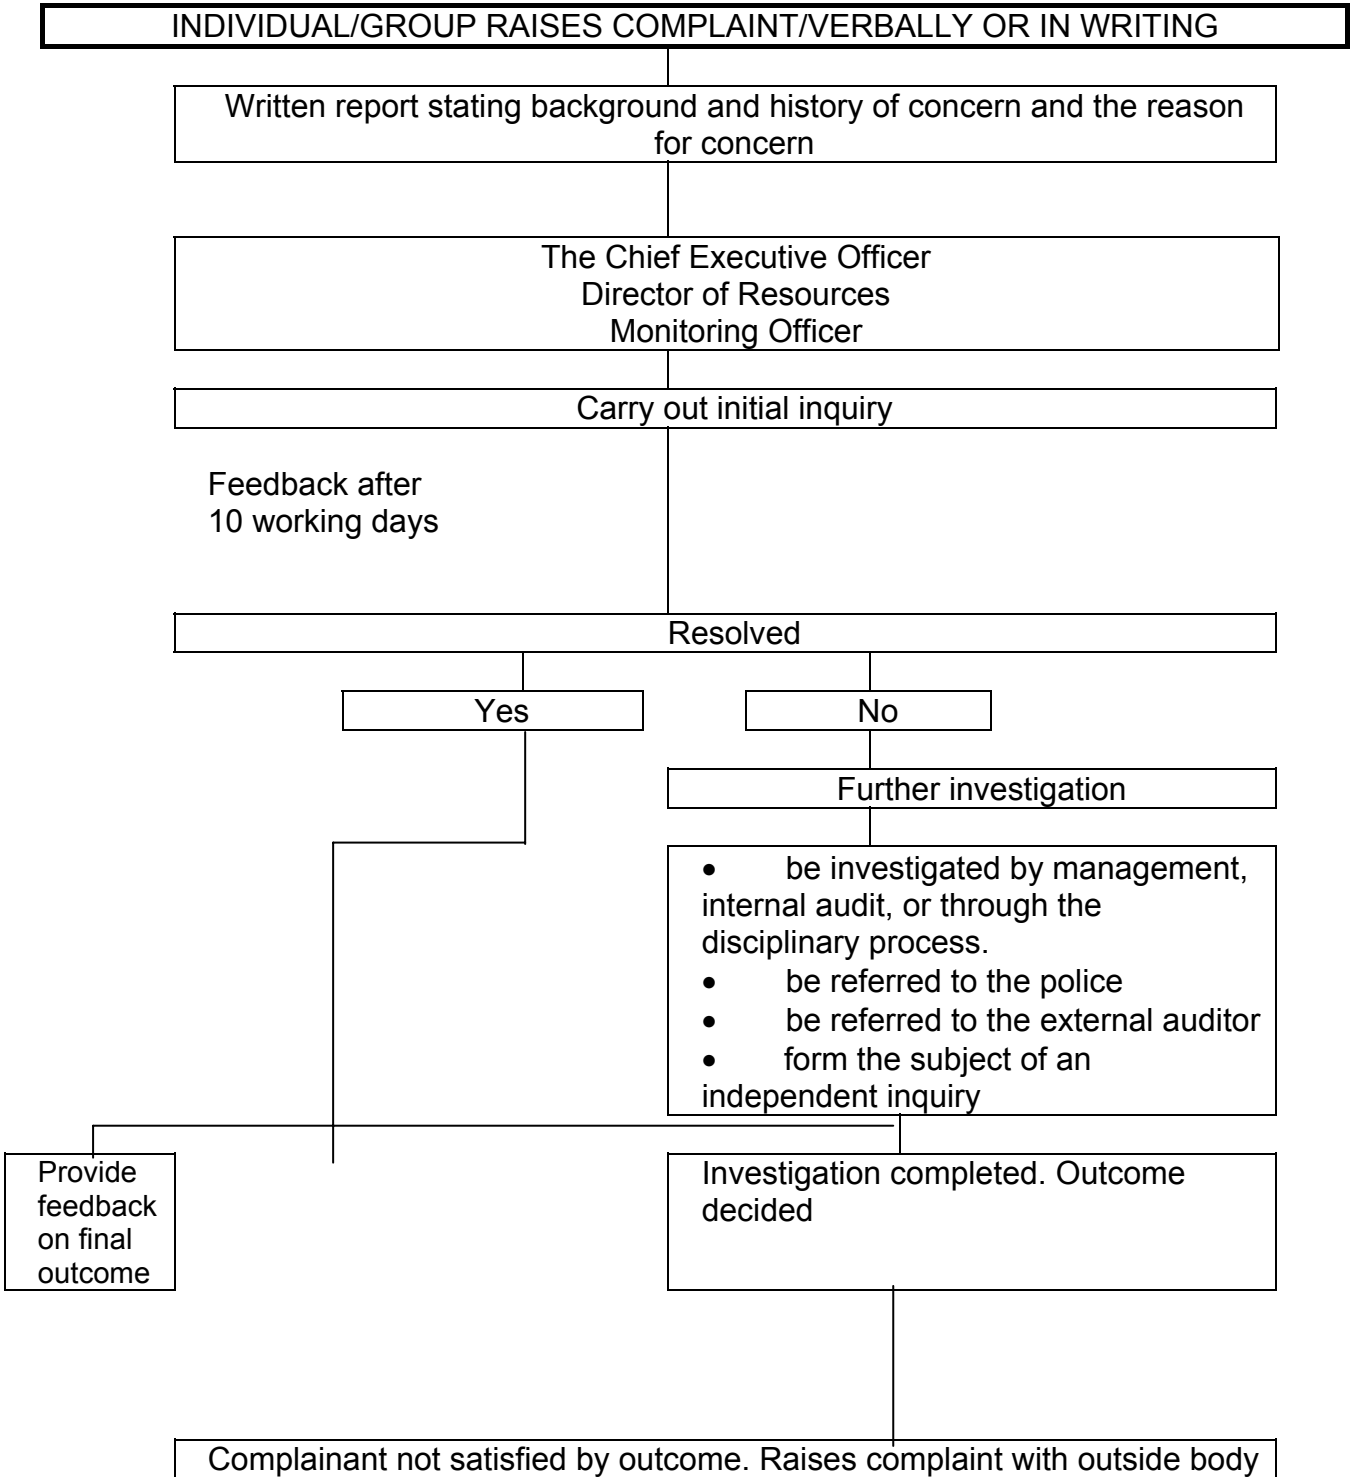 INDIVIDUAL/GROUP RAISES COMPLAINT/VERBALLY OR IN WRITING
Written report stating background and history of concern and the reason
for concern
The Chief Executive Officer
Director of Resources
Monitoring Officer
Carry out initial inquiry
Feedback after
10 working days
Resolved
Yes
No
Further investigation
• be investigated by management,
internal audit, or through the
disciplinary process.
• be referred to the police
• be referred to the external auditor
• form the subject of an
independent inquiry
Provide
feedback
on final
outcome
Investigation completed. Outcome
decided
Complainant not satisfied by outcome. Raises complaint with outside body